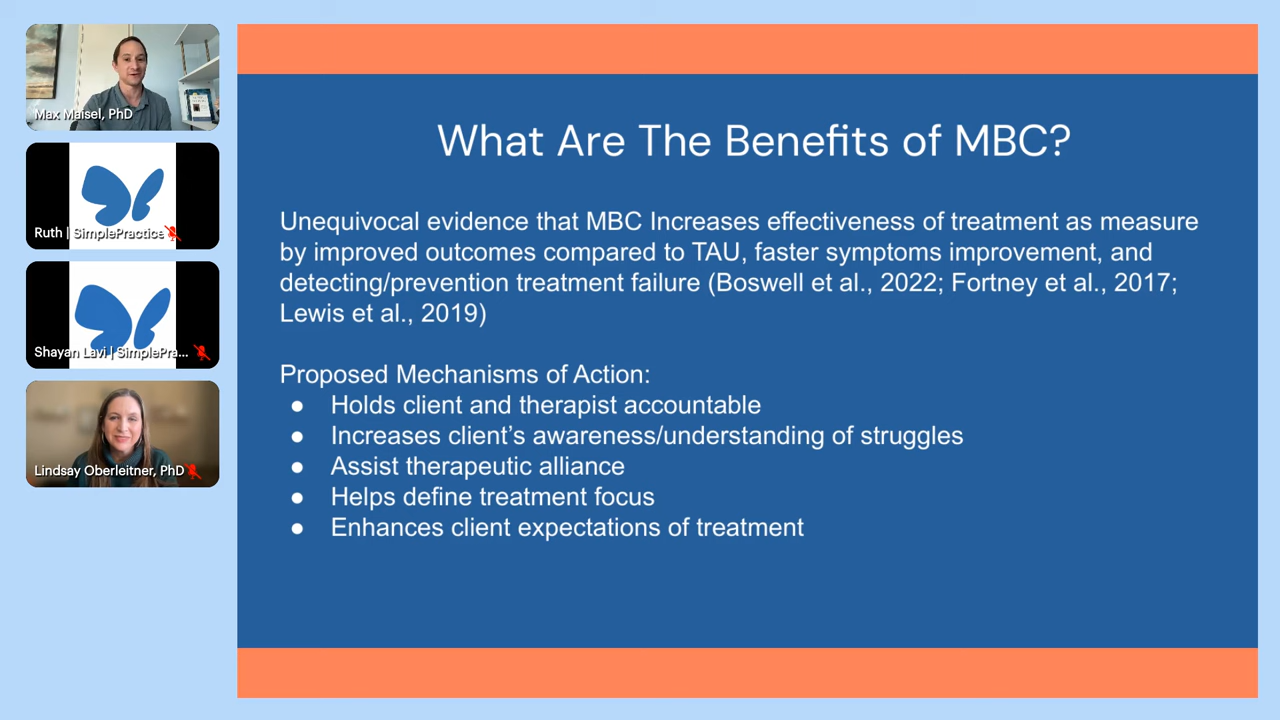 Max Maisel, PhD
Ruth | SimplePractice
Shayan Lavi | SimplePra...
Lindsay Oberleitner, PhD
What Are The Benefits of MBC?
Unequivocal evidence that MBC Increases effectiveness of treatment as measure
by improved outcomes compared to TAU, faster symptoms improvement, and
detecting/prevention treatment failure (Boswell et al., 2022; Fortney et al., 2017;
Lewis et al., 2019)
Proposed Mechanisms of Action:
● Holds client and therapist accountable
● Increases client’s awareness/understanding of struggles
● Assist therapeutic alliance
● Helps define treatment focus
● Enhances client expectations of treatment